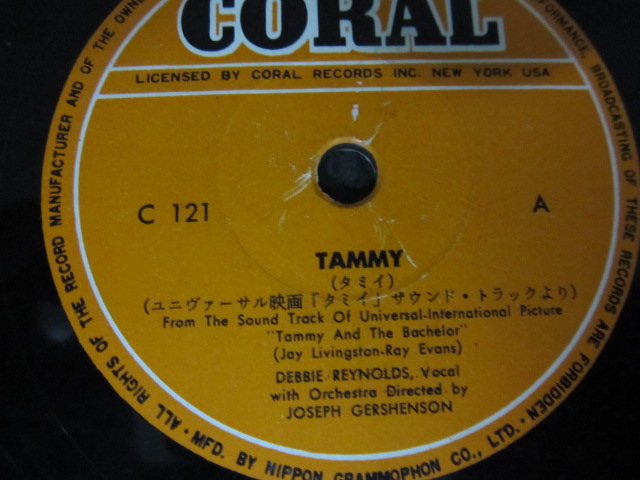 CORAL
LICENSED BY CORAL RECORDS INC. NEW YORK USA
C 121
A
TAMMY
(タミイ)
(ユニヴァーサル映画「タミイ」サウンド・トラックより)
From The Sound Track Of Universal-International Picture
"Tammy And The Bachelor"
(Jay Livingston-Ray Evans)
DEBBIE REYNOLDS, Vocal
with Orchestra Directed by
JOSEPH GERSHENSON
ALL RIGHTS OF THE RECORD MANUFACTURER AND OF THE OWNE
FORMANCE, BROADCASTING OF THESE RECORDS ARE FORBIDDEN
• MFD. BY NIPPON GRAMMOPHON CO., LTD. •